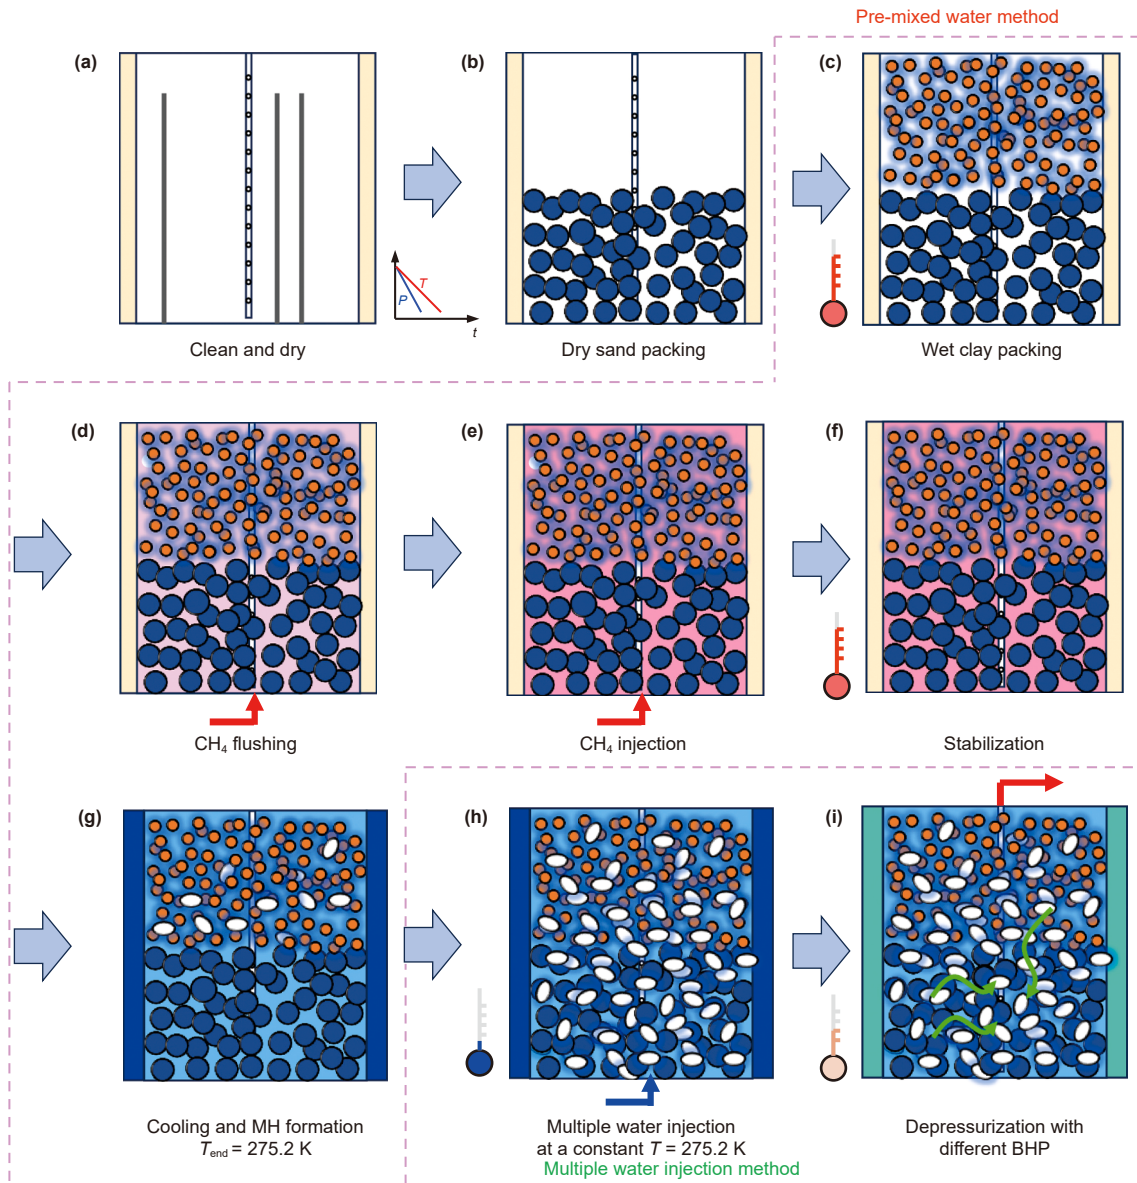 Pre-mixed water method
(a)
(b)
(c)
P
T
t
Clean and dry
Dry sand packing
Wet clay packing
(d)
(e)
(f)
CH₄ flushing
CH₄ injection
Stabilization
(g)
(h)
(i)
Cooling and MH formation
T_end = 275.2 K
Multiple water injection
at a constant T = 275.2 K
Multiple water injection method
Depressurization with
different BHP